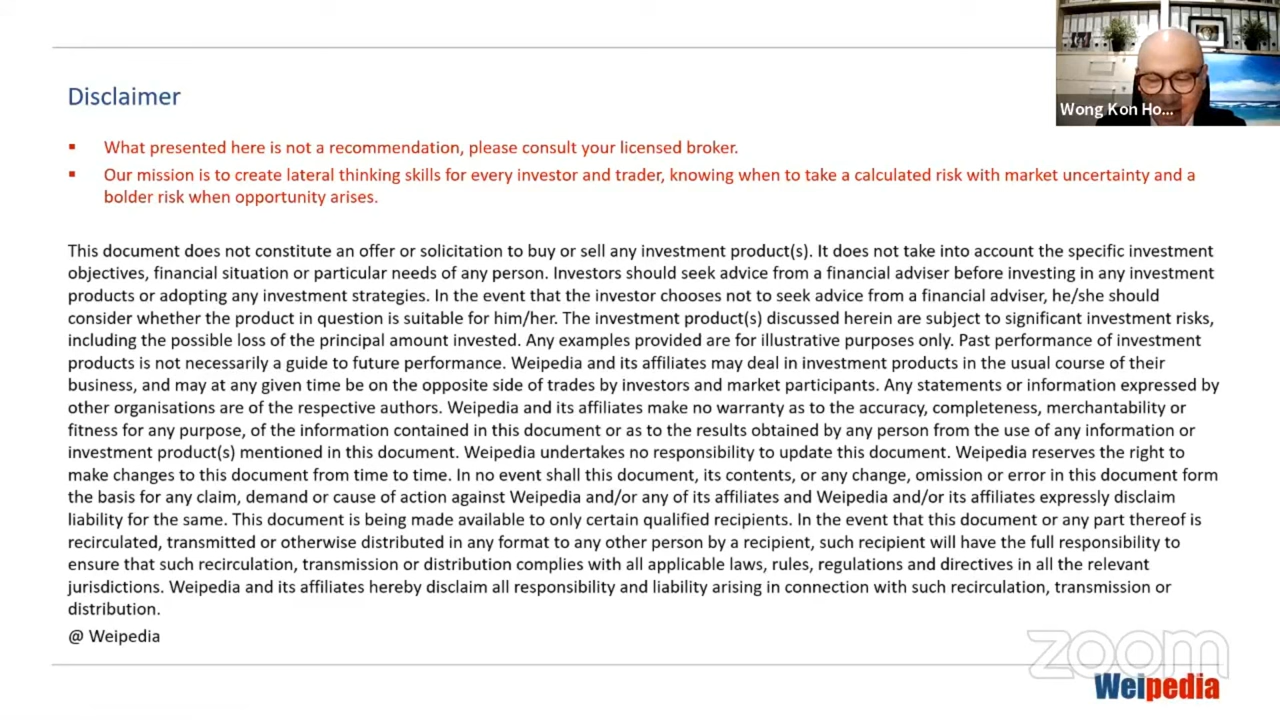 Wong Kon Ho...
Disclaimer
▪ What presented here is not a recommendation, please consult your licensed broker.
▪ Our mission is to create lateral thinking skills for every investor and trader, knowing when to take a calculated risk with market uncertainty and a
bolder risk when opportunity arises.
This document does not constitute an offer or solicitation to buy or sell any investment product(s). It does not take into account the specific investment
objectives, financial situation or particular needs of any person. Investors should seek advice from a financial adviser before investing in any investment
products or adopting any investment strategies. In the event that the investor chooses not to seek advice from a financial adviser, he/she should
consider whether the product in question is suitable for him/her. The investment product(s) discussed herein are subject to significant investment risks,
including the possible loss of the principal amount invested. Any examples provided are for illustrative purposes only. Past performance of investment
products is not necessarily a guide to future performance. Weipedia and its affiliates may deal in investment products in the usual course of their
business, and may at any given time be on the opposite side of trades by investors and market participants. Any statements or information expressed by
other organisations are of the respective authors. Weipedia and its affiliates make no warranty as to the accuracy, completeness, merchantability or
fitness for any purpose, of the information contained in this document or as to the results obtained by any person from the use of any information or
investment product(s) mentioned in this document. Weipedia undertakes no responsibility to update this document. Weipedia reserves the right to
make changes to this document from time to time. In no event shall this document, its contents, or any change, omission or error in this document form
the basis for any claim, demand or cause of action against Weipedia and/or any of its affiliates and Weipedia and/or its affiliates expressly disclaim
liability for the same. This document is being made available to only certain qualified recipients. In the event that this document or any part thereof is
recirculated, transmitted or otherwise distributed in any format to any other person by a recipient, such recipient will have the full responsibility to
ensure that such recirculation, transmission or distribution complies with all applicable laws, rules, regulations and directives in all the relevant
jurisdictions. Weipedia and its affiliates hereby disclaim all responsibility and liability arising in connection with such recirculation, transmission or
distribution.
@ Weipedia
zoom
Weipedia